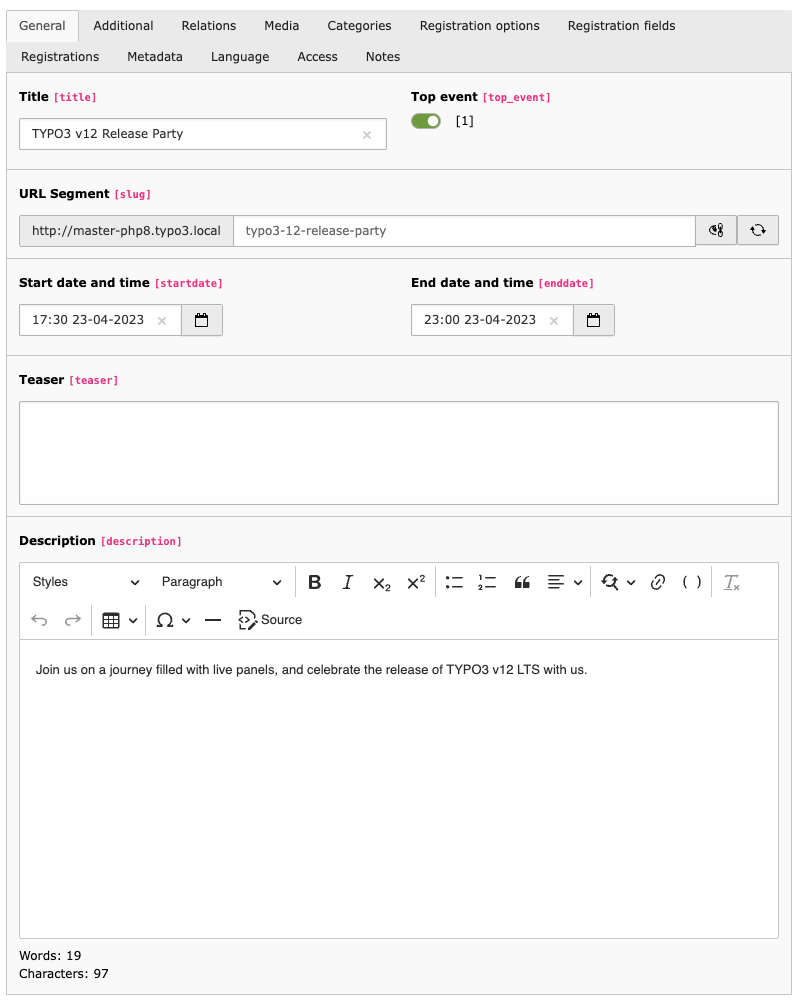 General Additional Relations Media Categories Registration options Registration fields
Registrations Metadata Language Access Notes
Title [title] Top event [top_event]
TYPO3 v12 Release Party [1]
URL Segment [slug]
http://master-php8.typo3.local typo3-12-release-party
Start date and time [startdate] End date and time [enddate]
17:30 23-04-2023 23:00 23-04-2023
Teaser [teaser]
Description [description]
Styles Paragraph B I X₂ X² ( ) Tx
Ω Source
Join us on a journey filled with live panels, and celebrate the release of TYPO3 v12 LTS with us.
Words: 19
Characters: 97